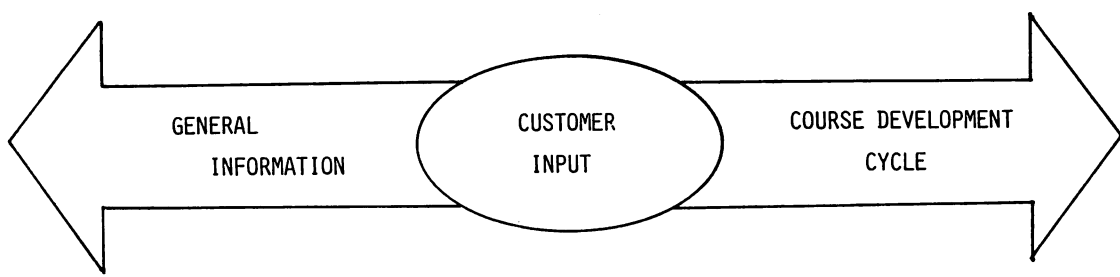 GENERAL
INFORMATION
CUSTOMER
INPUT
COURSE DEVELOPMENT
CYCLE